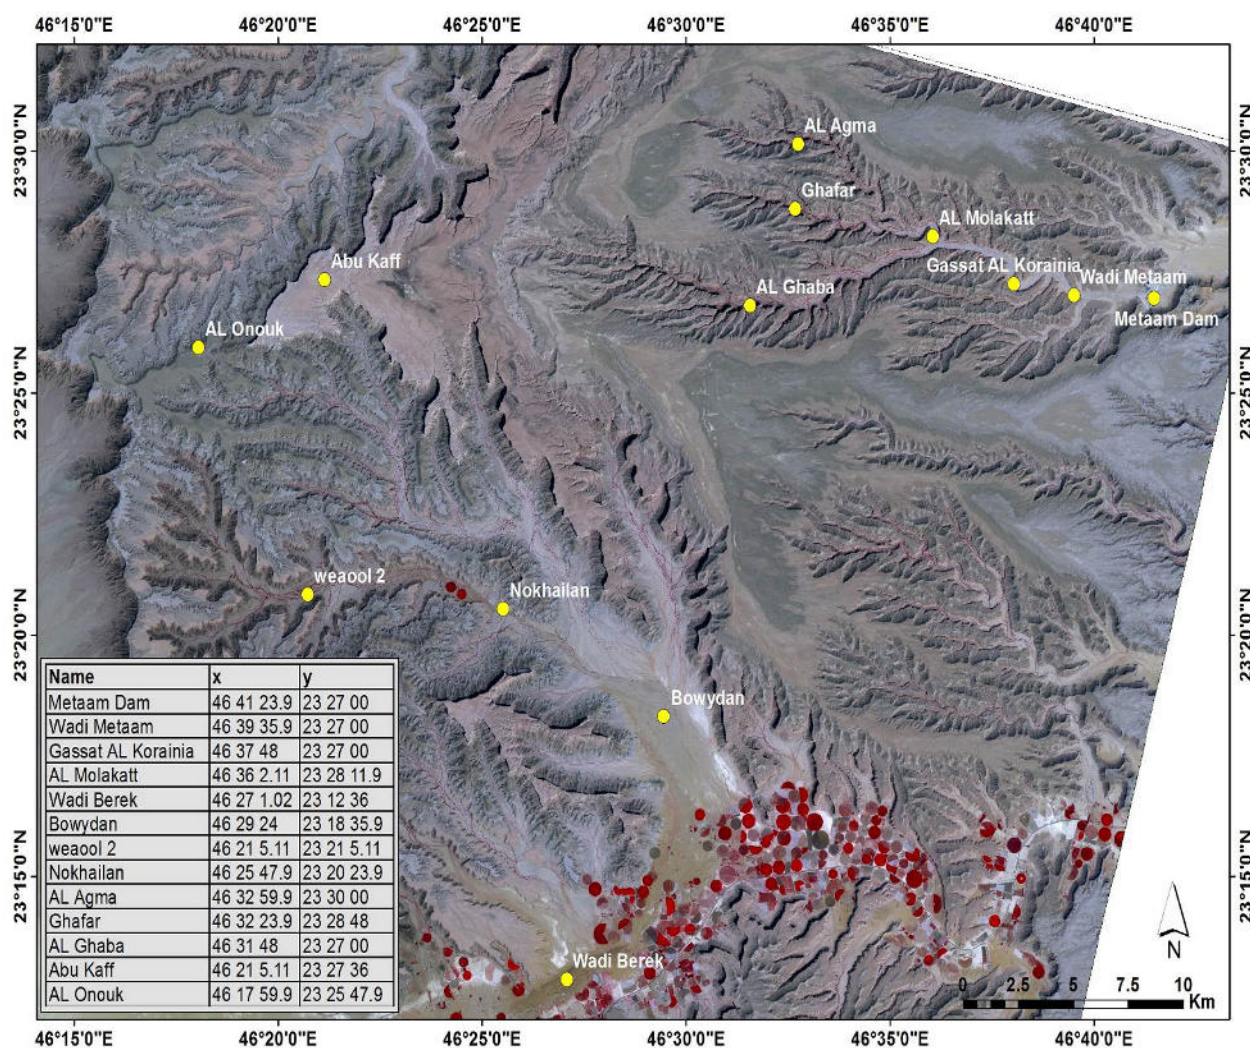 46°15'0"E 46°20'0"E 46°25'0"E 46°30'0"E 46°35'0"E 46°40'0"E
23°30'0"N 23°30'0"N
AL Agma
Ghafar
AL Molakatt
Abu Kaff
Gassat AL Korainia
Wadi Metaam
AL Ghaba
Metaam Dam
AL Onouk
23°25'0"N 23°25'0"N
weaool 2
Nokhailan
23°20'0"N 23°20'0"N
Bowydan
Name x y
Metaam Dam 46 41 23.9 23 27 00
Wadi Metaam 46 39 35.9 23 27 00
Gassat AL Korainia 46 37 48 23 27 00
AL Molakatt 46 36 2.11 23 28 11.9
Wadi Berek 46 27 1.02 23 12 36
Bowydan 46 29 24 23 18 35.9
weaool 2 46 21 5.11 23 21 5.11
Nokhailan 46 25 47.9 23 20 23.9
AL Agma 46 32 59.9 23 30 00
Ghafar 46 32 23.9 23 28 48
AL Ghaba 46 31 48 23 27 00
Abu Kaff 46 21 5.11 23 27 36
AL Onouk 46 17 59.9 23 25 47.9
23°15'0"N 23°15'0"N
Wadi Berek
N
0 2.5 5 7.5 10
Km
46°15'0"E 46°20'0"E 46°25'0"E 46°30'0"E 46°35'0"E 46°40'0"E